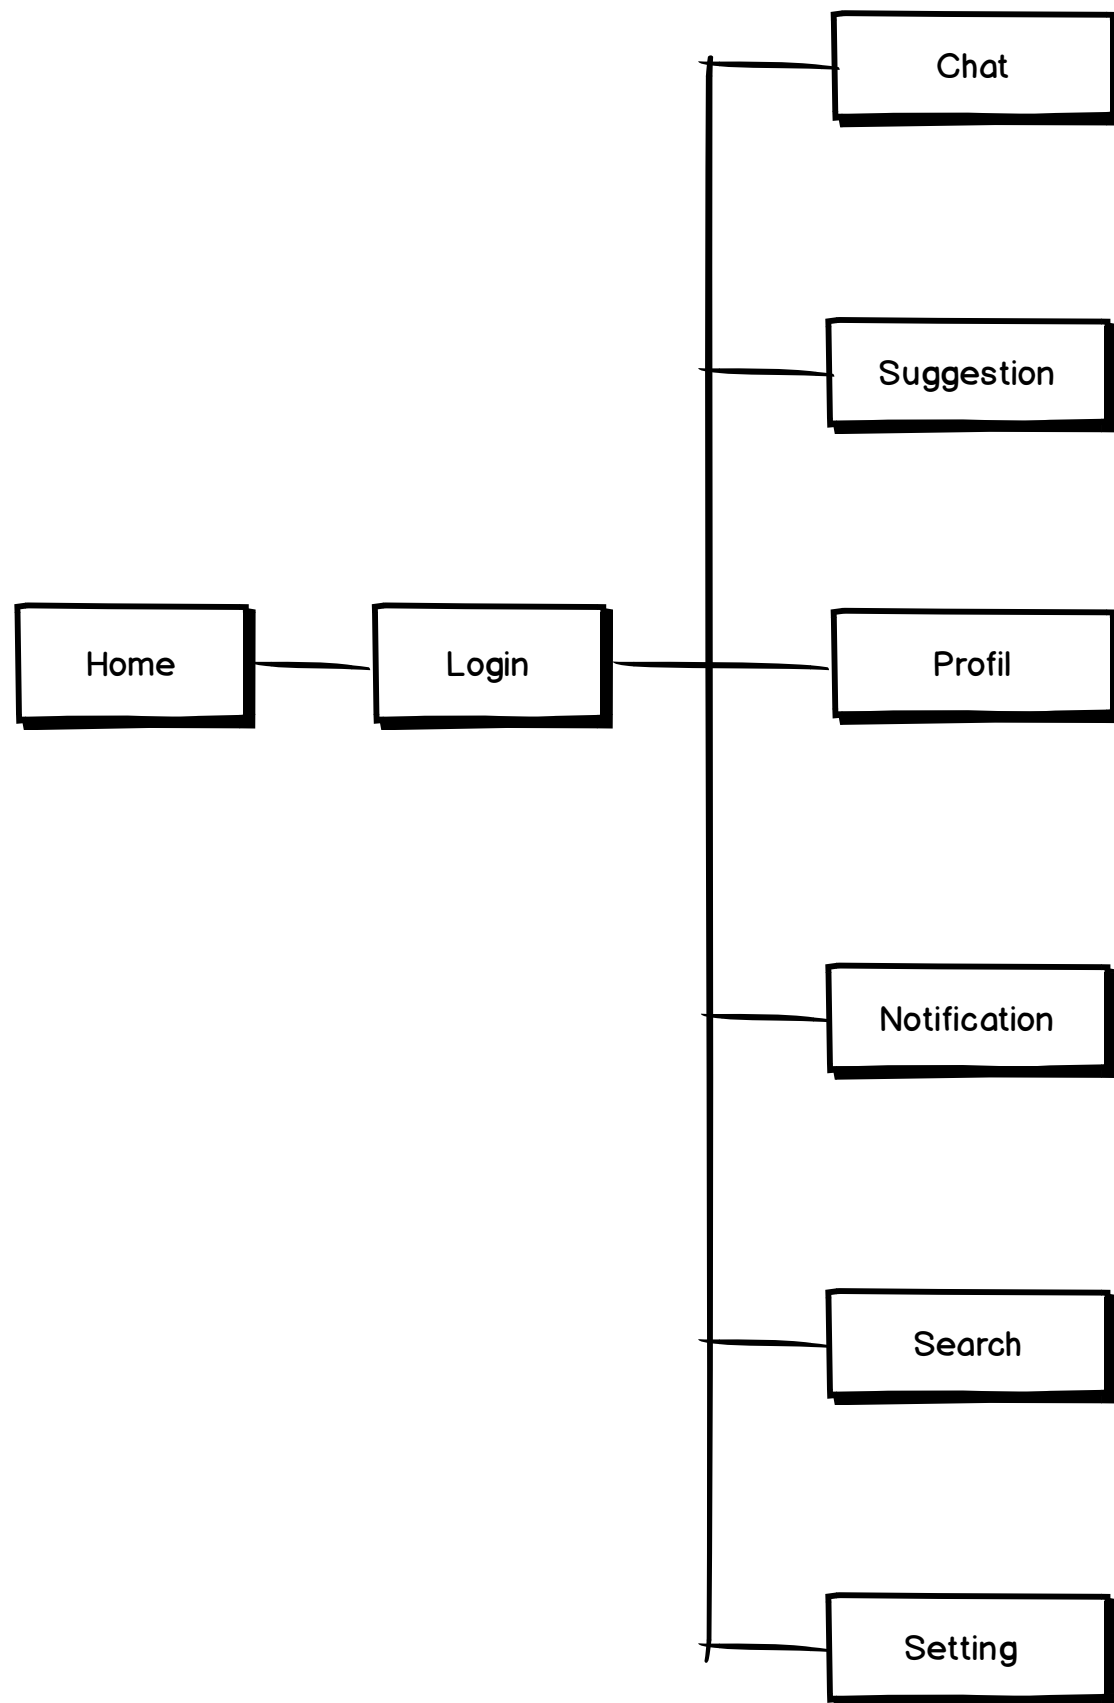 Chat
Suggestion
Home
Login
Profil
Notification
Search
Setting